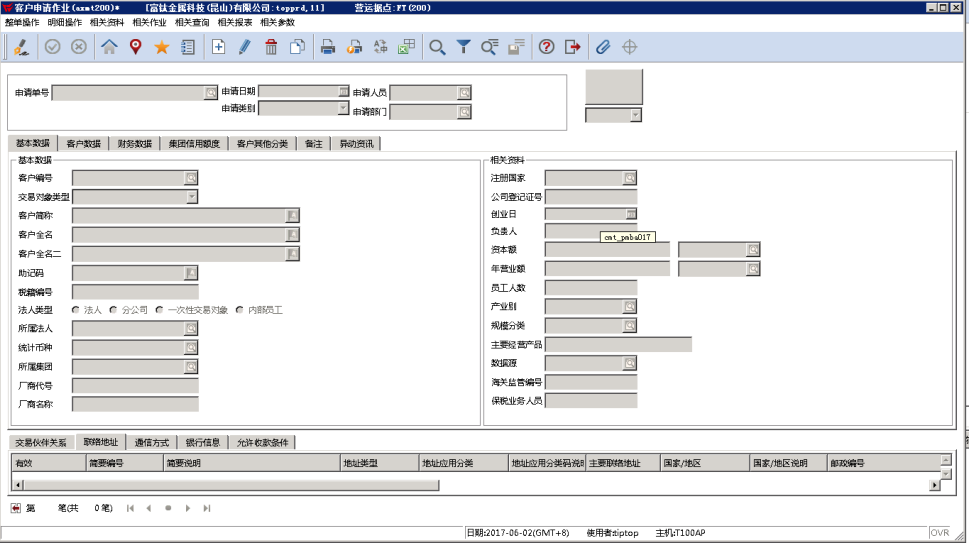 客户申请作业(axmt200)* [富钛金属科技(昆山)有限公司:topprd,11] 营运据点:FT(200)
整单操作 明细操作 相关资料 相关作业 相关查询 相关报表 相关参数
申请单号 申请日期 申请人员
申请类别 申请部门
基本数据 客户数据 财务数据 集团信用额度 客户其他分类 备注 异动资讯
基本数据
客户编号
交易对象类型
客户简称
客户全名
客户全名二
助记码
税籍编号
法人类型 法人 分公司 一次性交易对象 内部员工
所属法人
统计币种
所属集团
厂商代号
厂商名称
相关资料
注册国家
公司登记证号
创业日
负责人
cnt_pmba017
资本额
年营业额
员工人数
产业别
规模分类
主要经营产品
数据源
海关监管编号
保税业务人员
交易伙伴关系 联络地址 通信方式 银行信息 允许收款条件
有效 简要编号 简要说明 地址类型 地址应用分类 地址应用分类码说明 主要联络地址 国家/地区 国家/地区说明 邮政编号
第 笔(共 0笔)
日期:2017-06-02(GMT+8) 使用者:tiptop 主机:T100AP OVR